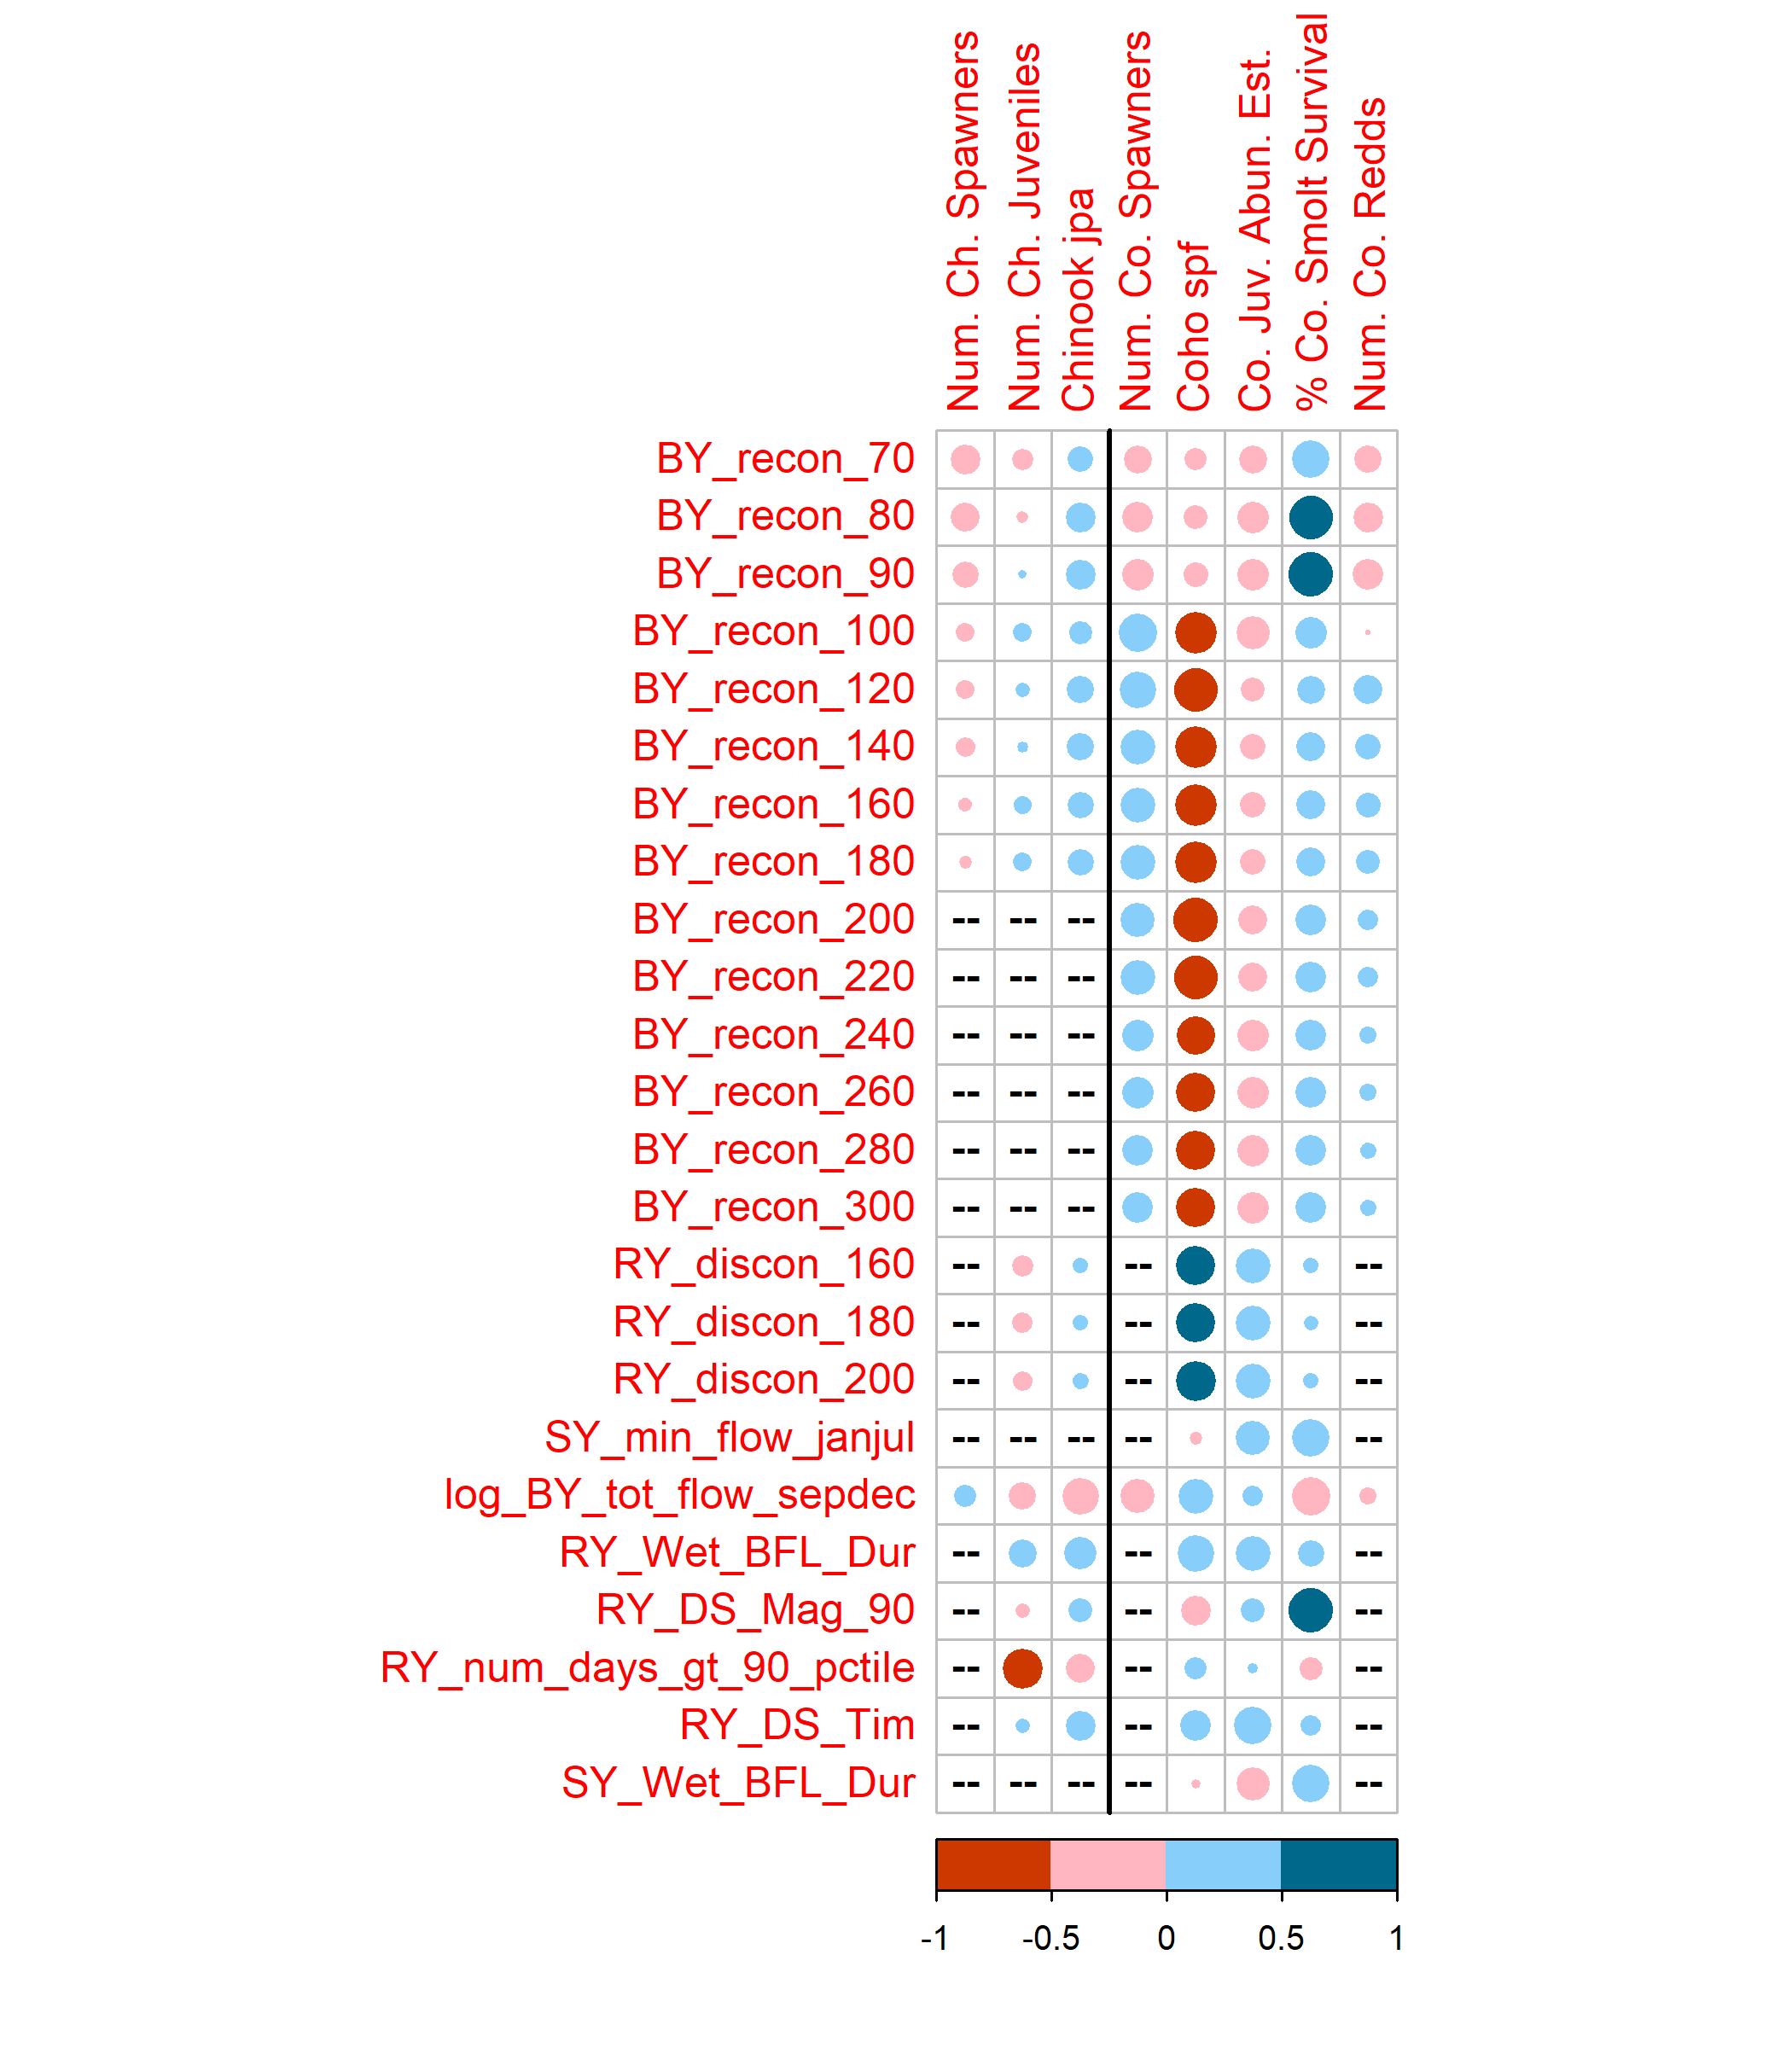 Num. Ch. Spawners
Num. Ch. Juveniles
Chinook jpa
Num. Co. Spawners
Coho spf
Co. Juv. Abun. Est.
% Co. Smolt Survival
Num. Co. Redds
BY_recon_70
BY_recon_80
BY_recon_90
BY_recon_100
BY_recon_120
BY_recon_140
BY_recon_160
BY_recon_180
BY_recon_200 -- -- --
BY_recon_220 -- -- --
BY_recon_240 -- -- --
BY_recon_260 -- -- --
BY_recon_280 -- -- --
BY_recon_300 -- -- --
RY_discon_160 -- -- --
RY_discon_180 -- -- --
RY_discon_200 -- -- --
SY_min_flow_janjul -- -- -- -- --
log_BY_tot_flow_sepdec
RY_Wet_BFL_Dur -- -- --
RY_DS_Mag_90 -- -- --
RY_num_days_gt_90_pctile -- -- --
RY_DS_Tim -- -- --
SY_Wet_BFL_Dur -- -- -- -- --
-1 -0.5 0 0.5 1